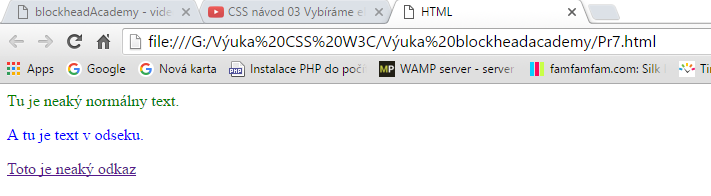 blockheadAcademy - vide
CSS návod 03 Vybíráme el
HTML
file:///G:/Výuka%20CSS%20W3C/Výuka%20blockheadacademy/Pr7.html
Apps Google Nová karta Instalace PHP do počí WAMP server - server famfamfam.com: Silk
Tu je neaký normálny text.
A tu je text v odseku.
Toto je neaký odkaz